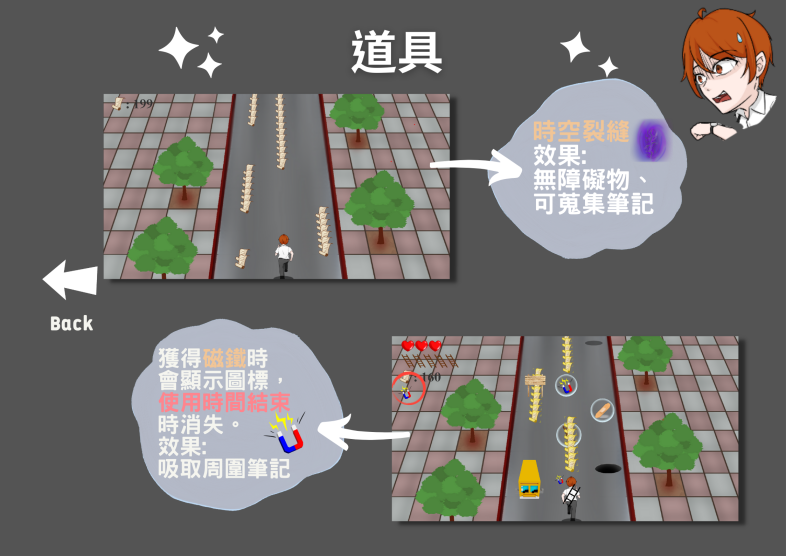 道具
: 199
時空裂縫
效果:
無障礙物、
可蒐集筆記
Back
獲得磁鐵時
會顯示圖標，
使用時間結束
時消失。
效果:
吸取周圍筆記
: 160